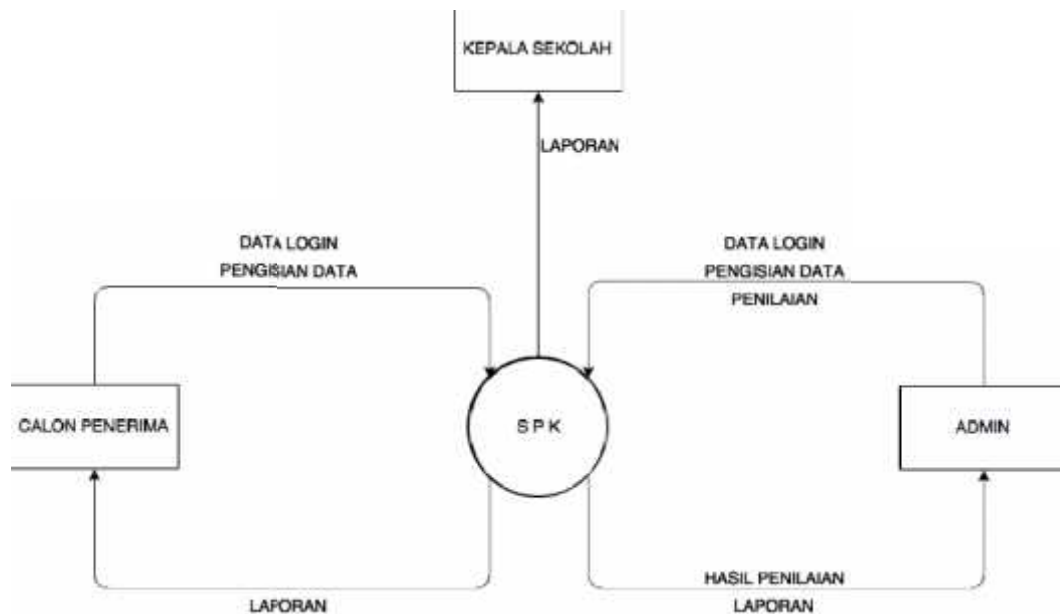 KEPALA SEKOLAH
LAPORAN
DATA LOGIN
PENGISIAN DATA
DATA LOGIN
PENGISIAN DATA
PENILAIAN
CALON PENERIMA
S P K
ADMIN
LAPORAN
HASIL PENILAIAN
LAPORAN